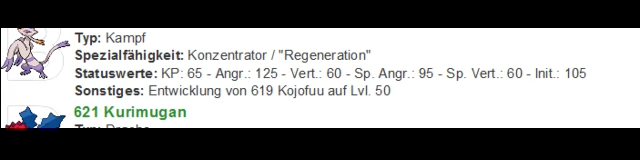 Typ: Kampf
Spezialfähigkeit: Konzentrator / "Regeneration"
Statuswerte: KP: 65 - Angr.: 125 - Vert.: 60 - Sp. Angr.: 95 - Sp. Vert.: 60 - Init.: 105
Sonstiges: Entwicklung von 619 Kojofuu auf Lvl. 50
621 Kurimugan